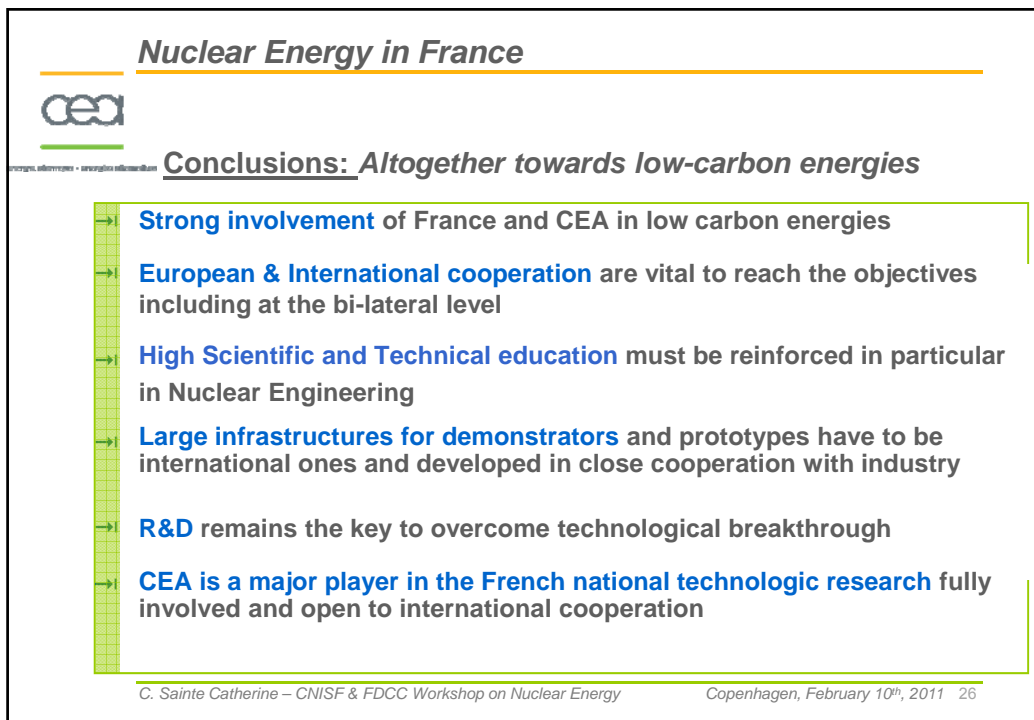 Nuclear Energy in France
cea
Conclusions: Altogether towards low-carbon energies
Strong involvement of France and CEA in low carbon energies
European & International cooperation are vital to reach the objectives
including at the bi-lateral level
High Scientific and Technical education must be reinforced in particular
in Nuclear Engineering
Large infrastructures for demonstrators and prototypes have to be
international ones and developed in close cooperation with industry
R&D remains the key to overcome technological breakthrough
CEA is a major player in the French national technologic research fully
involved and open to international cooperation
C. Sainte Catherine – CNISF & FDCC Workshop on Nuclear Energy Copenhagen, February 10th, 2011 26